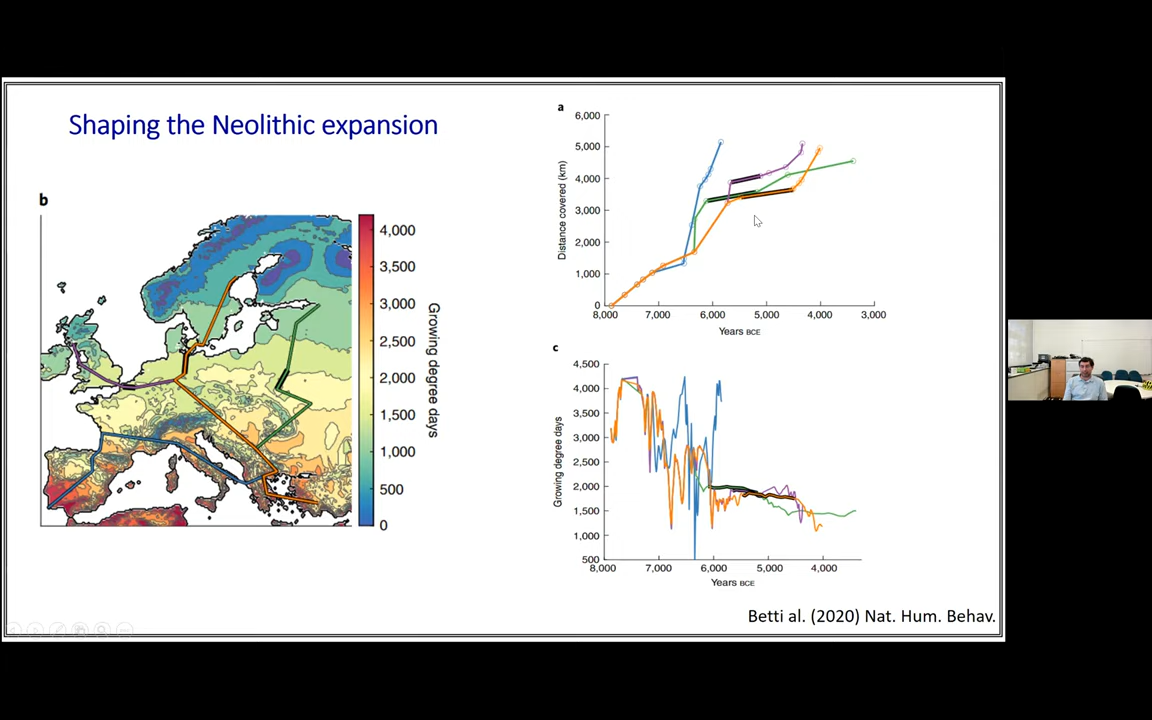 Shaping the Neolithic expansion
b
4,000
3,500
3,000
2,500
2,000
1,500
1,000
500
0
Growing degree days
a
6,000
5,000
4,000
3,000
2,000
1,000
0
Distance covered (km)
8,000 7,000 6,000 5,000 4,000 3,000
Years BCE
c
4,500
4,000
3,500
3,000
2,500
2,000
1,500
1,000
500
Growing degree days
8,000 7,000 6,000 5,000 4,000
Years BCE
Betti al. (2020) Nat. Hum. Behav.